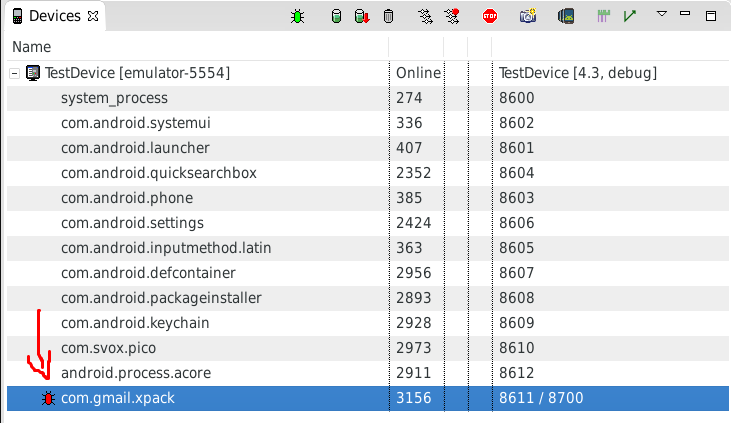 Devices
Name
TestDevice [emulator-5554] Online TestDevice [4.3, debug]
system_process 274 8600
com.android.systemui 336 8602
com.android.launcher 407 8601
com.android.quicksearchbox 2352 8604
com.android.phone 385 8603
com.android.settings 2424 8606
com.android.inputmethod.latin 363 8605
com.android.defcontainer 2956 8607
com.android.packageinstaller 2893 8608
com.android.keychain 2928 8609
com.svox.pico 2973 8610
android.process.acore 2911 8612
com.gmail.xpack 3156 8611 / 8700